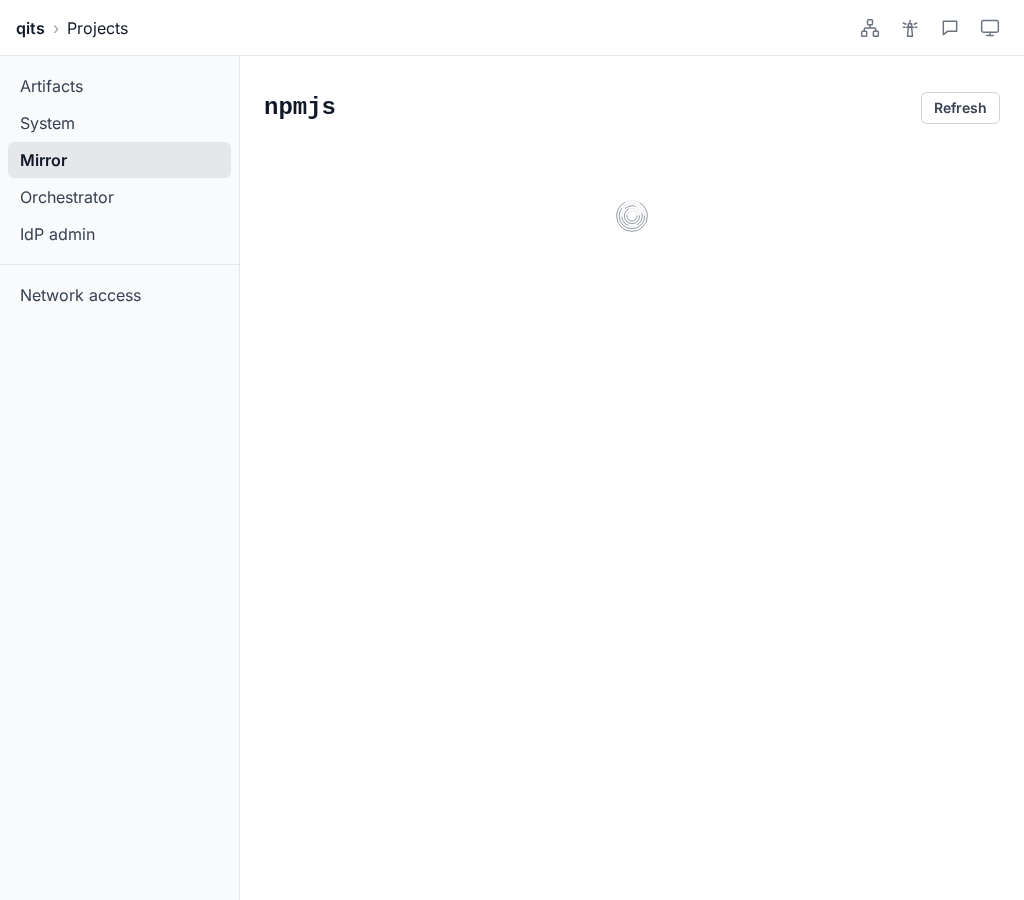 qits › Projects
Artifacts
System
Mirror
Orchestrator
IdP admin
Network access
npmjs
Refresh